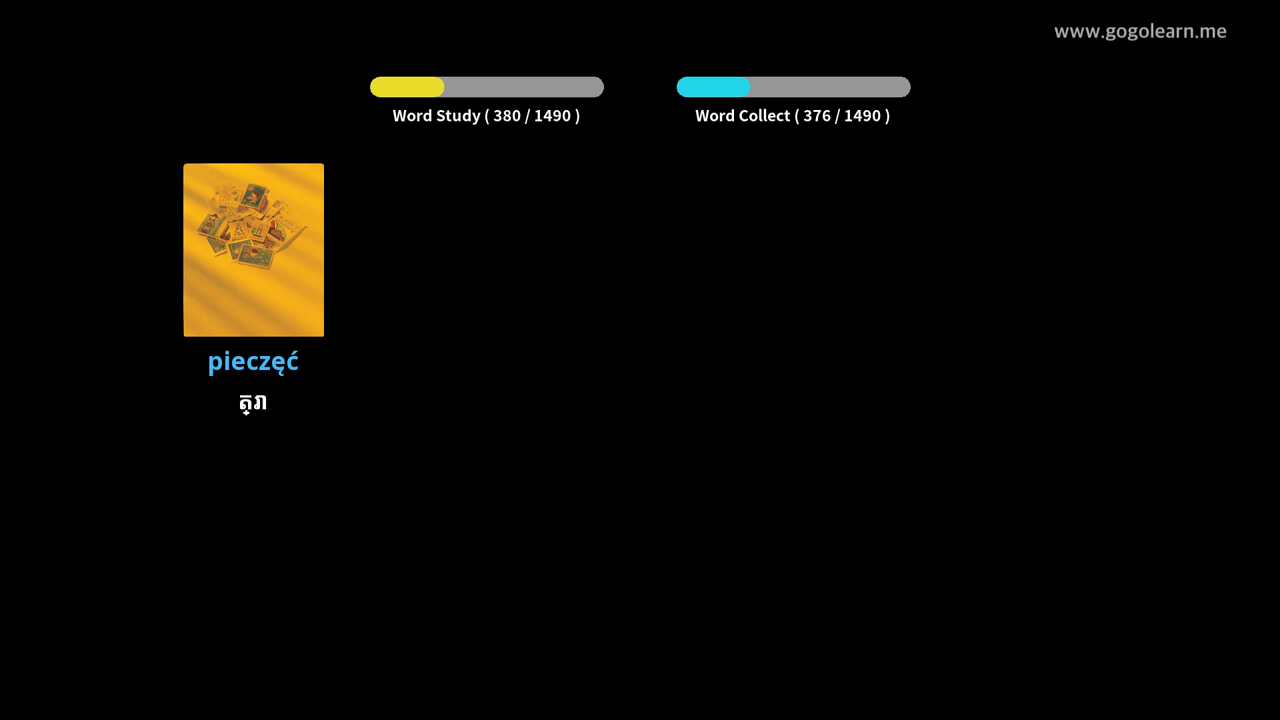 www.gogolearn.me
Word Study ( 380 / 1490 )
Word Collect ( 376 / 1490 )
pieczęć
ត្រា